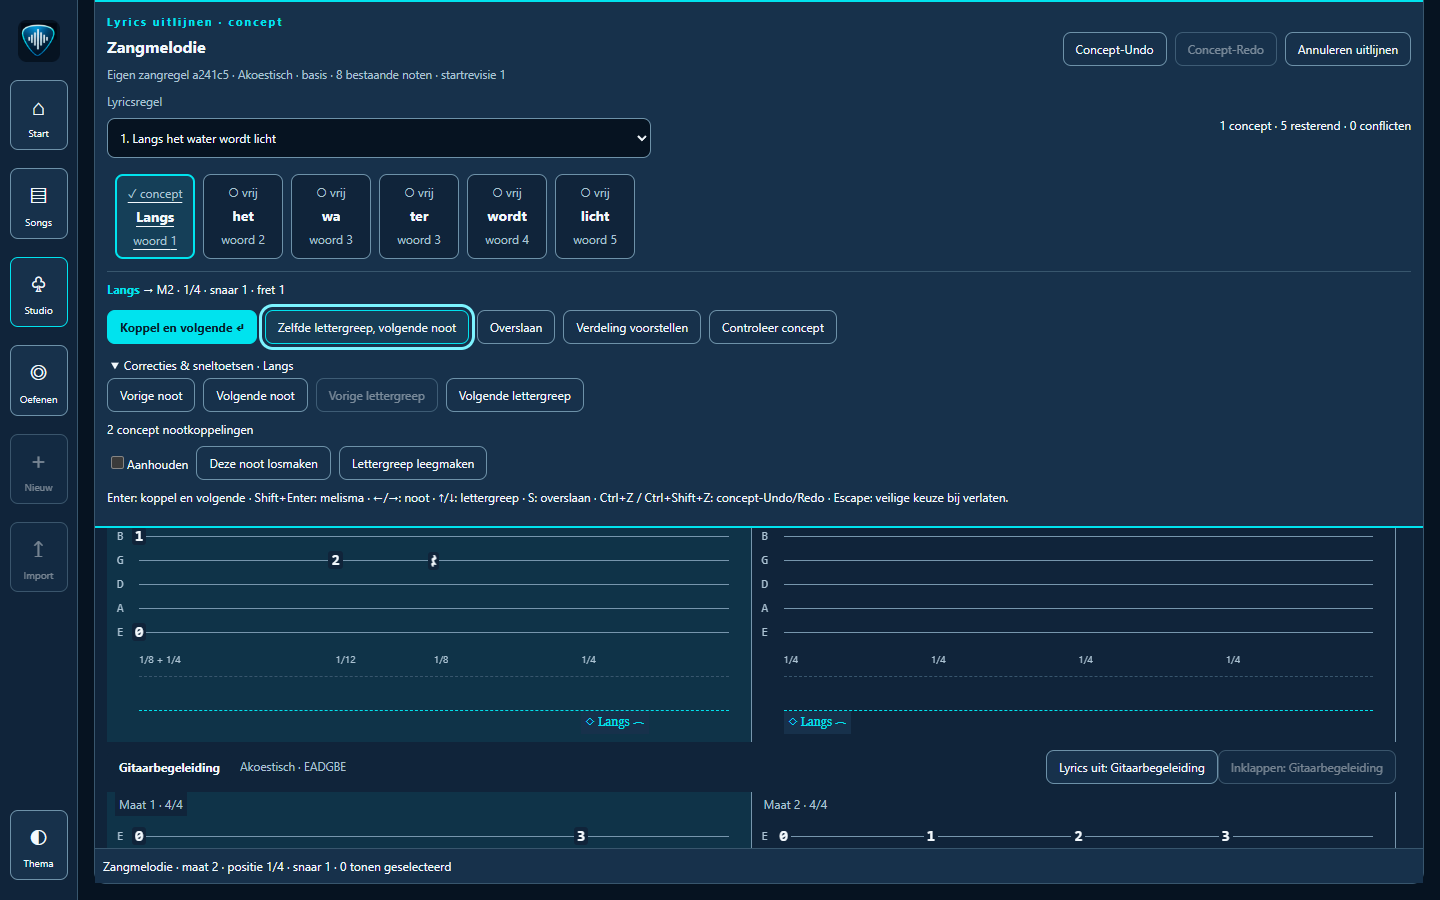 Lyrics uitlijnen · concept
Zangmelodie
Concept-Undo
Concept-Redo
Annuleren uitlijnen
Eigen zangregel a241c5 · Akoestisch · basis · 8 bestaande noten · startrevisie 1
Lyricsregel
1. Langs het water wordt licht
1 concept · 5 resterend · 0 conflicten
✓ concept
Langs
woord 1
○ vrij
het
woord 2
○ vrij
wa
woord 3
○ vrij
ter
woord 3
○ vrij
wordt
woord 4
○ vrij
licht
woord 5
Langs → M2 · 1/4 · snaar 1 · fret 1
Koppel en volgende ↵
Zelfde lettergreep, volgende noot
Overslaan
Verdeling voorstellen
Controleer concept
▼ Correcties & sneltoetsen · Langs
Vorige noot
Volgende noot
Vorige lettergreep
Volgende lettergreep
2 concept nootkoppelingen
Aanhouden
Deze noot losmaken
Lettergreep leegmaken
Enter: koppel en volgende · Shift+Enter: melisma · ←/→: noot · ↑/↓: lettergreep · S: overslaan · Ctrl+Z / Ctrl+Shift+Z: concept-Undo/Redo · Escape: veilige keuze bij verlaten.
Start
Songs
Studio
Oefenen
Nieuw
Import
Thema
B 1
G 2
D
A
E 0
1/8 + 1/4 1/12 1/8 1/4
◇ Langs
B
G
D
A
E
1/4 1/4 1/4 1/4
◇ Langs
Gitaarbegeleiding
Akoestisch · EADGBE
Lyrics uit: Gitaarbegeleiding
Inklappen: Gitaarbegeleiding
Maat 1 · 4/4
E 0 3
Maat 2 · 4/4
E 0 1 2 3
Zangmelodie · maat 2 · positie 1/4 · snaar 1 · 0 tonen geselecteerd